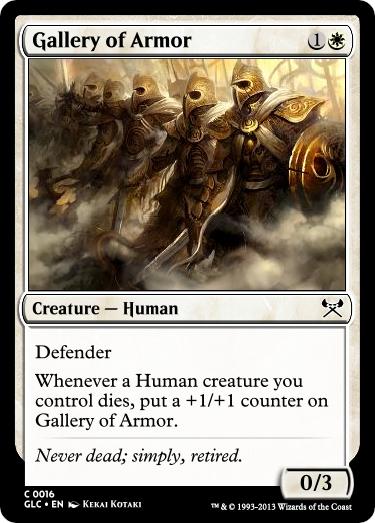 Gallery of Armor 1
Creature — Human
Defender
Whenever a Human creature you
control dies, put a +1/+1 counter on
Gallery of Armor.
Never dead; simply, retired.
0/3
C 0016
GLC • EN Kekai Kotaki
™ & © 1993-2013 Wizards of the Coast